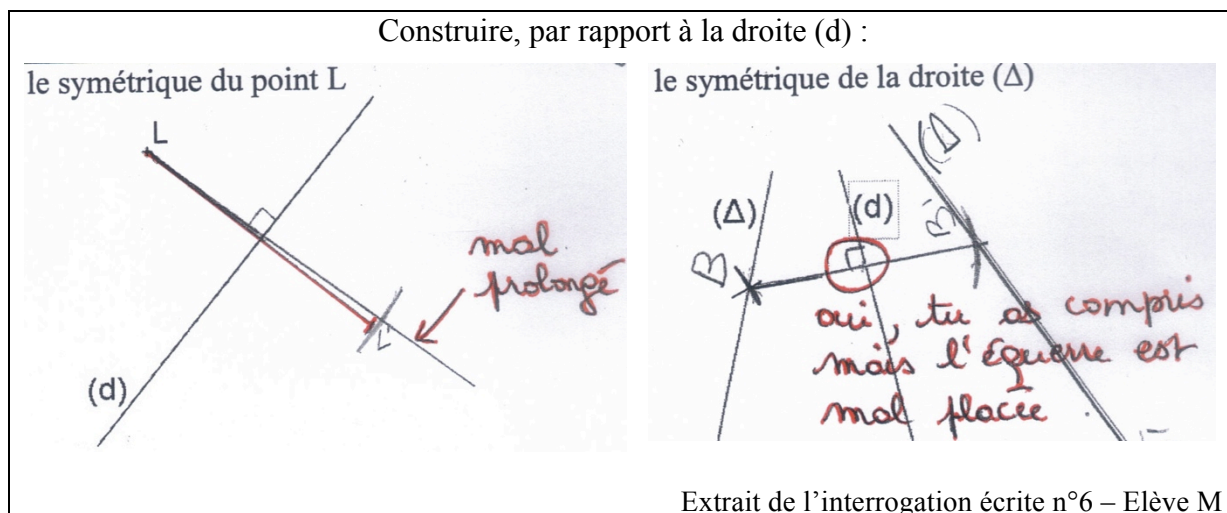 Construire, par rapport à la droite (d) :
le symétrique du point L
L
mal
prolongé
L'
(d)
le symétrique de la droite (Δ)
(Δ)
(Δ)
(d)
B
B'
oui, tu as compris
mais l'équerre est
mal placée
Extrait de l'interrogation écrite n°6 – Elève M